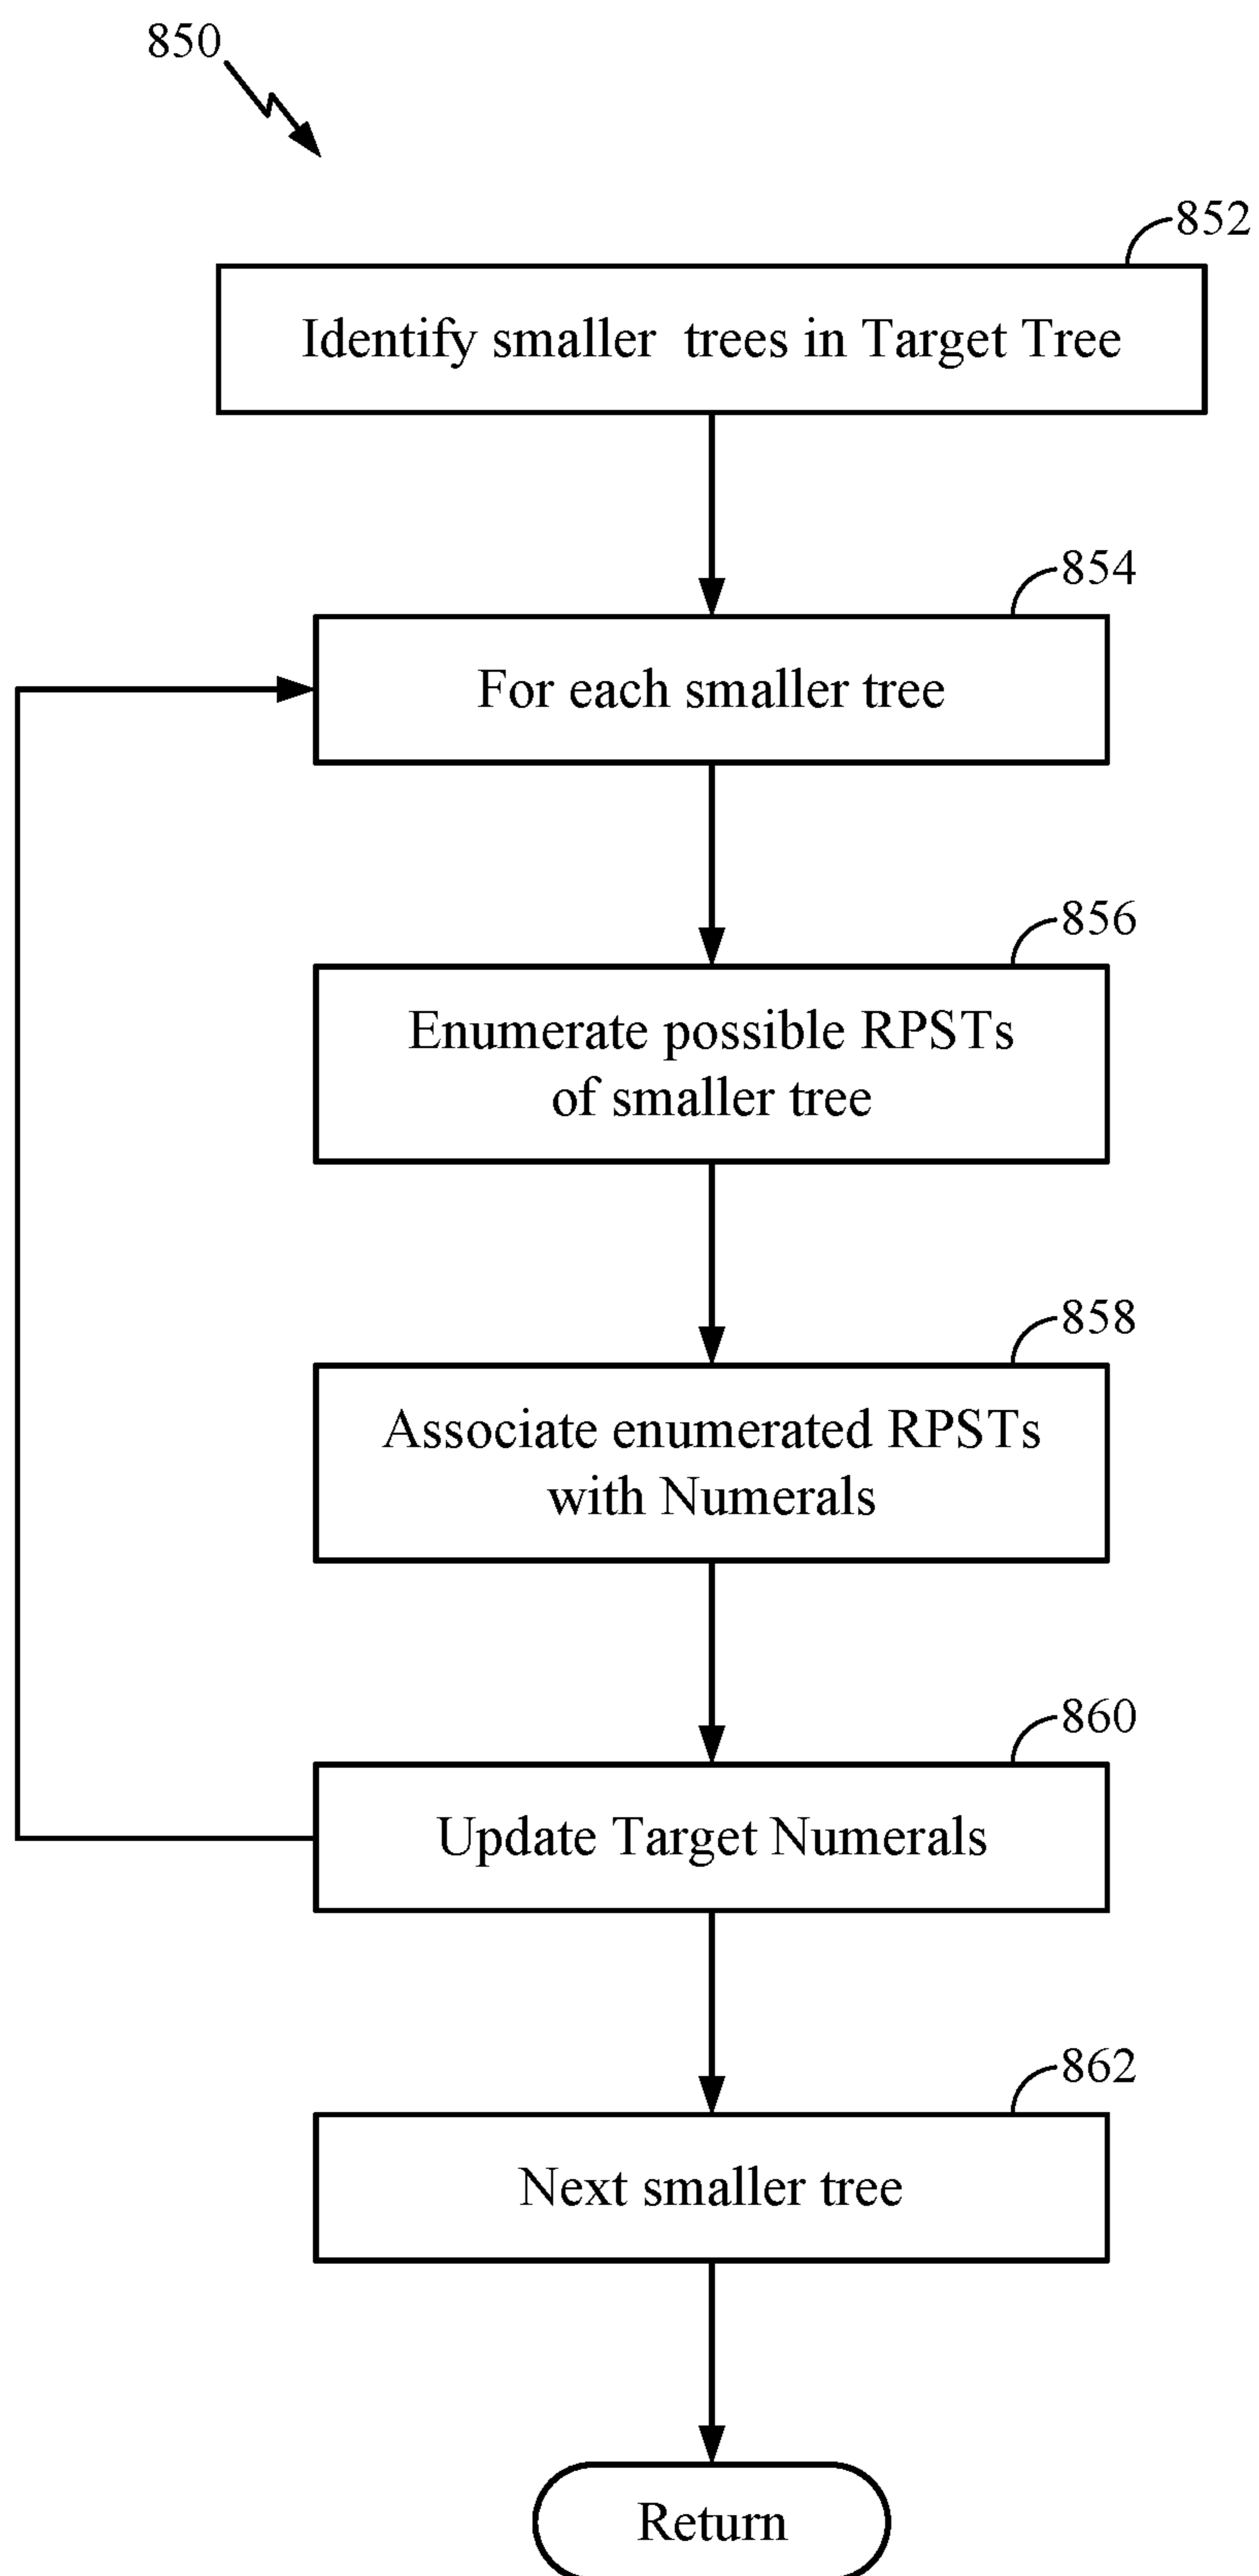 850
852
Identify smaller trees in Target Tree
854
For each smaller tree
856
Enumerate possible RPSTs
of smaller tree
858
Associate enumerated RPSTs
with Numerals
860
Update Target Numerals
862
Next smaller tree
Return